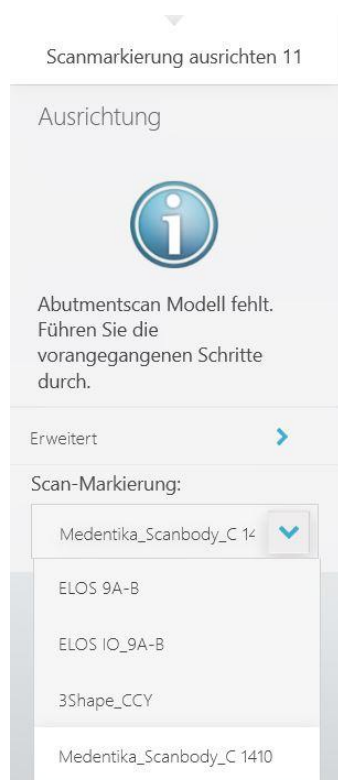 Scanmarkierung ausrichten 11
Ausrichtung
Abutmentscan Modell fehlt.
Führen Sie die
vorangegangenen Schritte
durch.
Erweitert
Scan-Markierung:
Medentika_Scanbody_C 14
ELOS 9A-B
ELOS IO_9A-B
3Shape_CCY
Medentika_Scanbody_C 1410